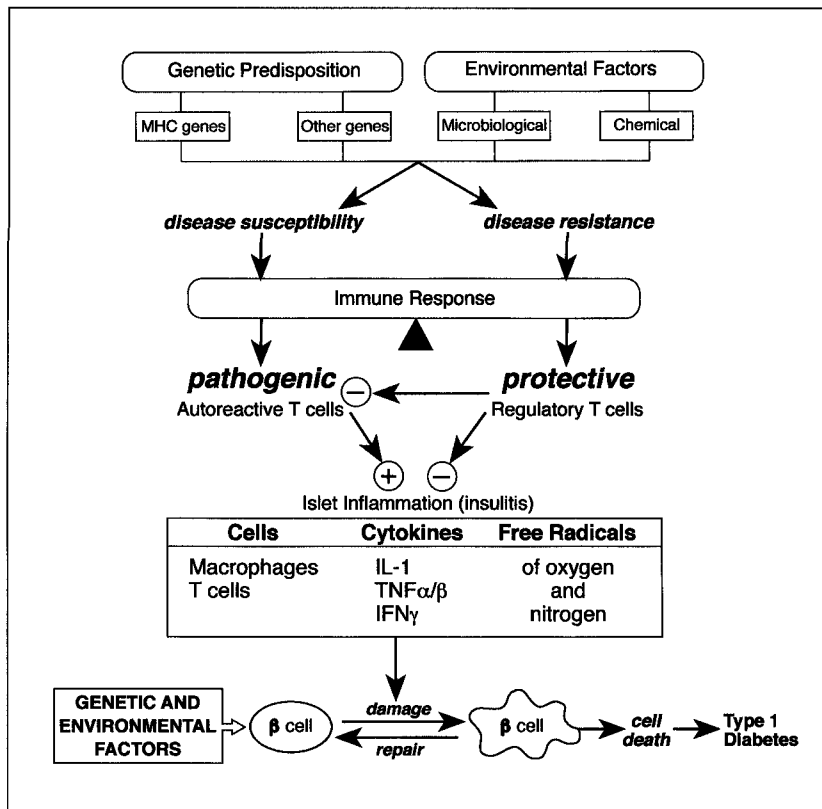 Genetic Predisposition
Environmental Factors
MHC genes
Other genes
Microbiological
Chemical
disease susceptibility
disease resistance
Immune Response
pathogenic
protective
−
Autoreactive T cells
Regulatory T cells
+
−
Islet Inflammation (insulitis)
Cells Cytokines Free Radicals
Macrophages IL-1 of oxygen
T cells TNFα/β and
IFNγ nitrogen
GENETIC AND
ENVIRONMENTAL
FACTORS
β cell
damage
repair
β cell
cell
death
Type 1
Diabetes